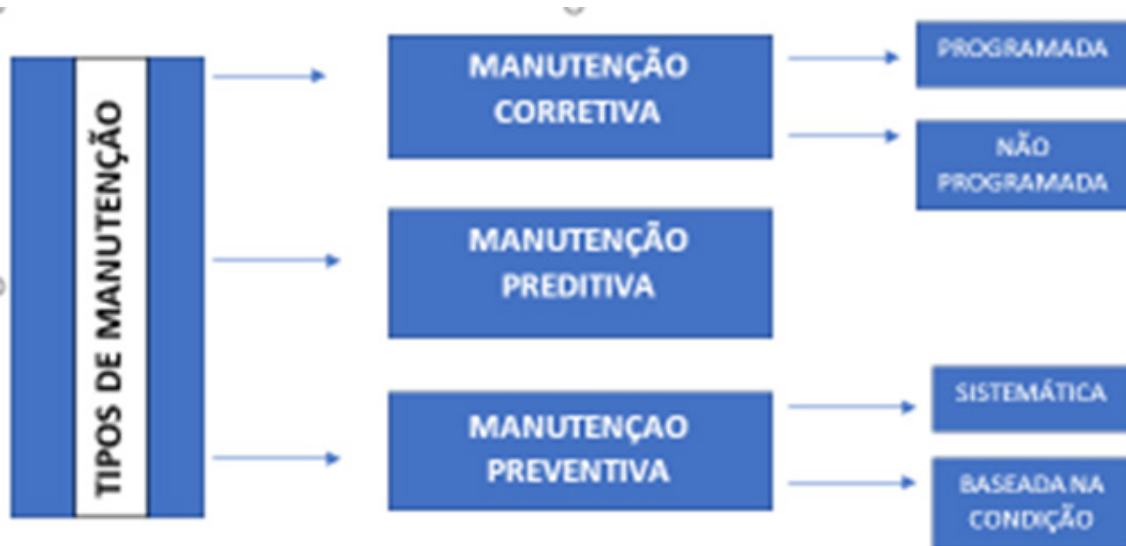 TIPOS DE MANUTENÇÃO
MANUTENÇÃO
CORRETIVA
PROGRAMADA
NÃO
PROGRAMADA
MANUTENÇÃO
PREDITIVA
MANUTENÇAO
PREVENTIVA
SISTEMÁTICA
BASEADA NA
CONDIÇÃO